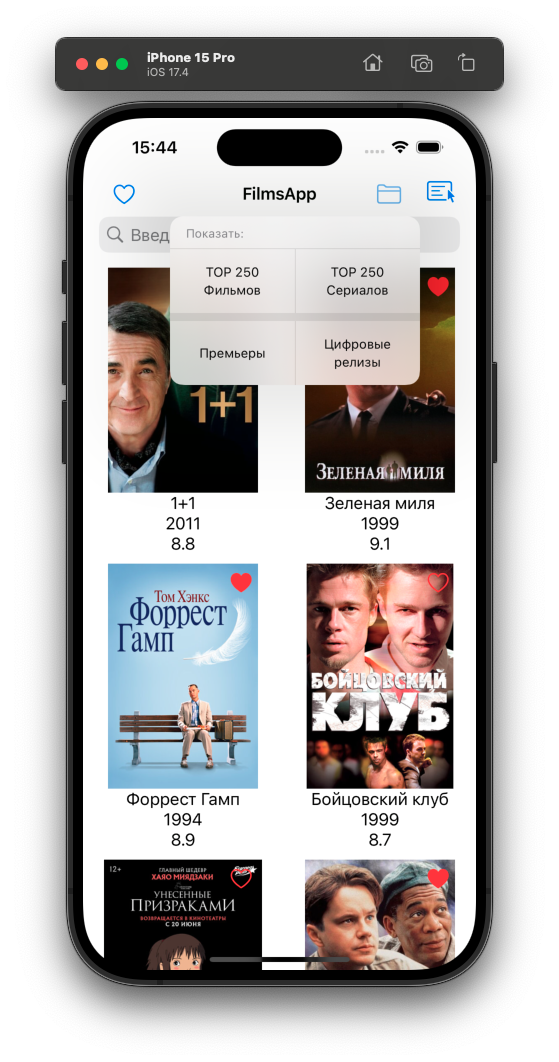 iPhone 15 Pro
iOS 17.4
15:44
FilmsApp
Введ
Показать:
TOP 250
Фильмов
TOP 250
Сериалов
Премьеры
Цифровые
релизы
1+1
ЗЕЛЕНАЯ МИЛЯ
1+1
2011
8.8
Зеленая миля
1999
9.1
Том Хэнкс
Форрест
Гамп
БОЙЦОВСКИЙ
КЛУБ
Форрест Гамп
1994
8.9
Бойцовский клуб
1999
8.7
12+
ГЛАВНЫЙ ШЕДЕВР
ХАЯО МИЯДЗАКИ
УНЕСЕННЫЕ
ПРИЗРАКАМИ
ВОЗВРАЩАЕТСЯ В КИНОТЕАТРЫ
С 20 ИЮНЯ